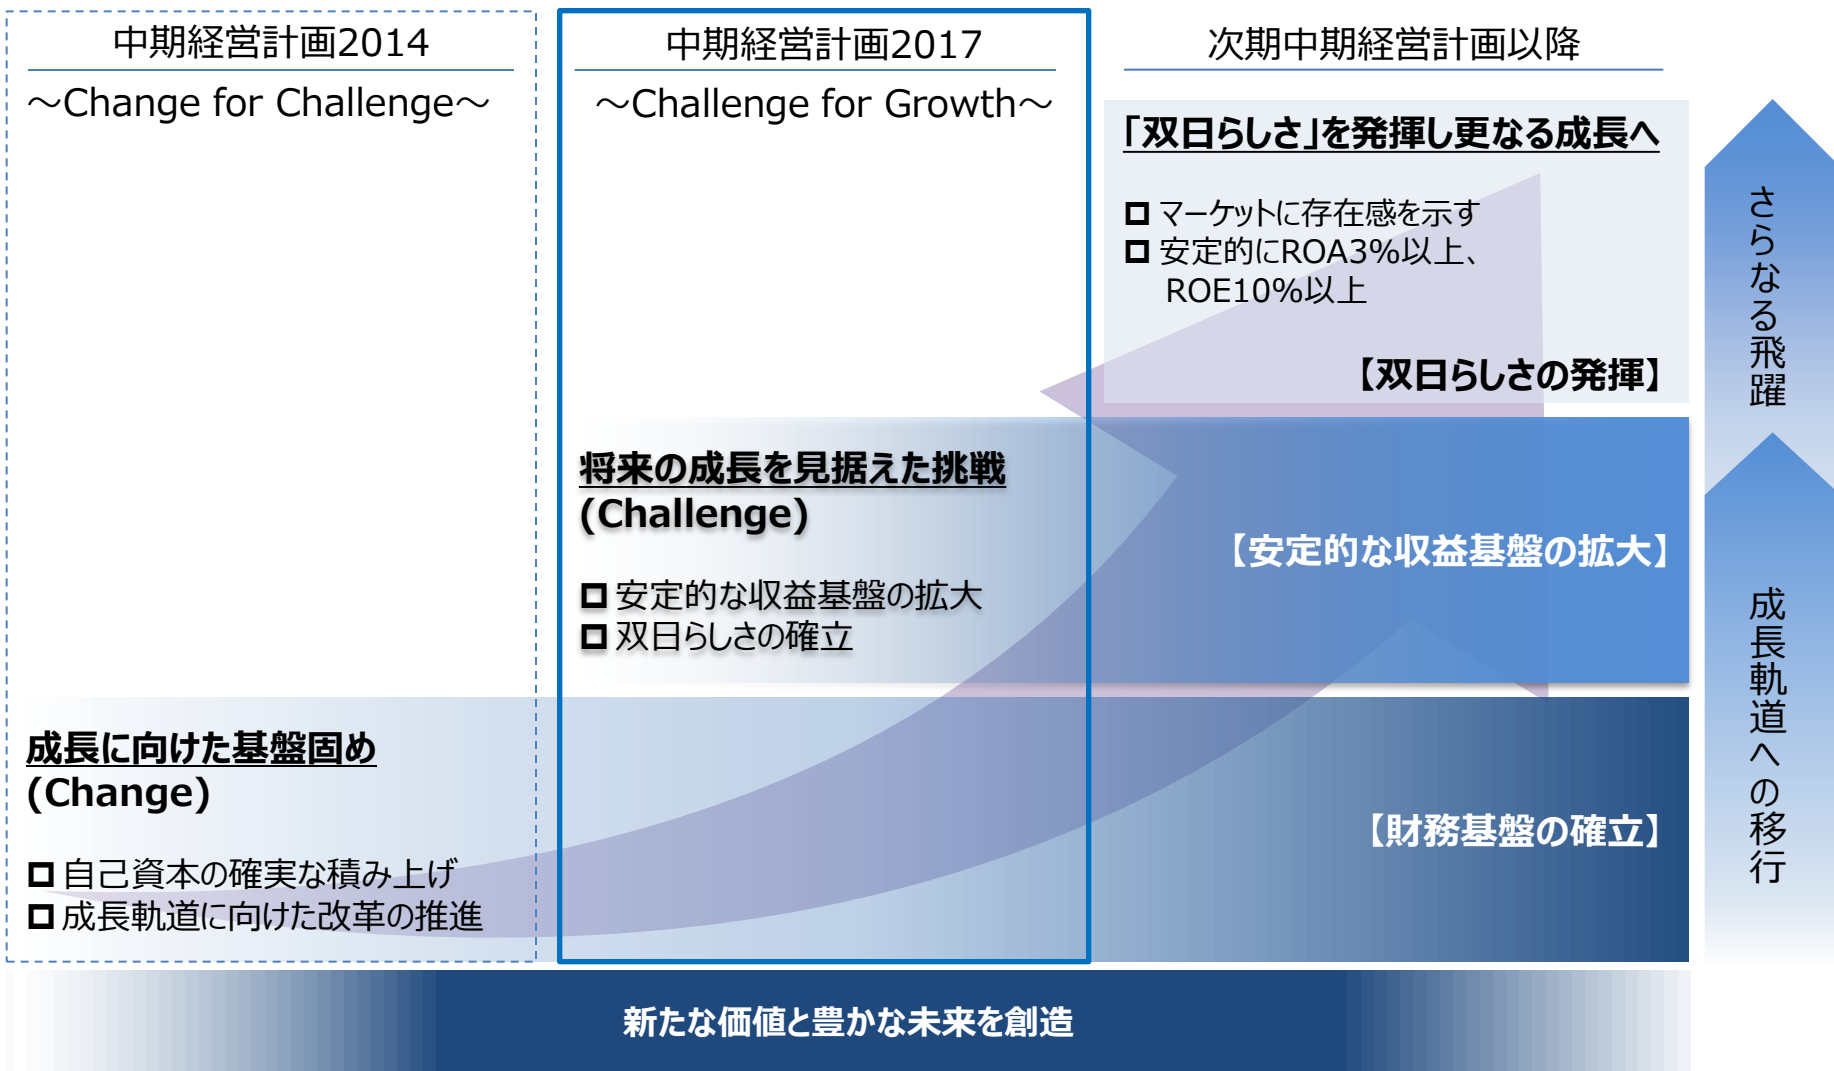 中期経営計画2014
～Change for Challenge～
中期経営計画2017
～Challenge for Growth～
次期中期経営計画以降
「双日らしさ」を発揮し更なる成長へ
マーケットに存在感を示す
安定的にROA3%以上、
ROE10%以上
【双日らしさの発揮】
将来の成長を見据えた挑戦
(Challenge)
安定的な収益基盤の拡大
双日らしさの確立
【安定的な収益基盤の拡大】
成長に向けた基盤固め
(Change)
自己資本の確実な積み上げ
成長軌道に向けた改革の推進
【財務基盤の確立】
さらなる飛躍
成長軌道への移行
新たな価値と豊かな未来を創造